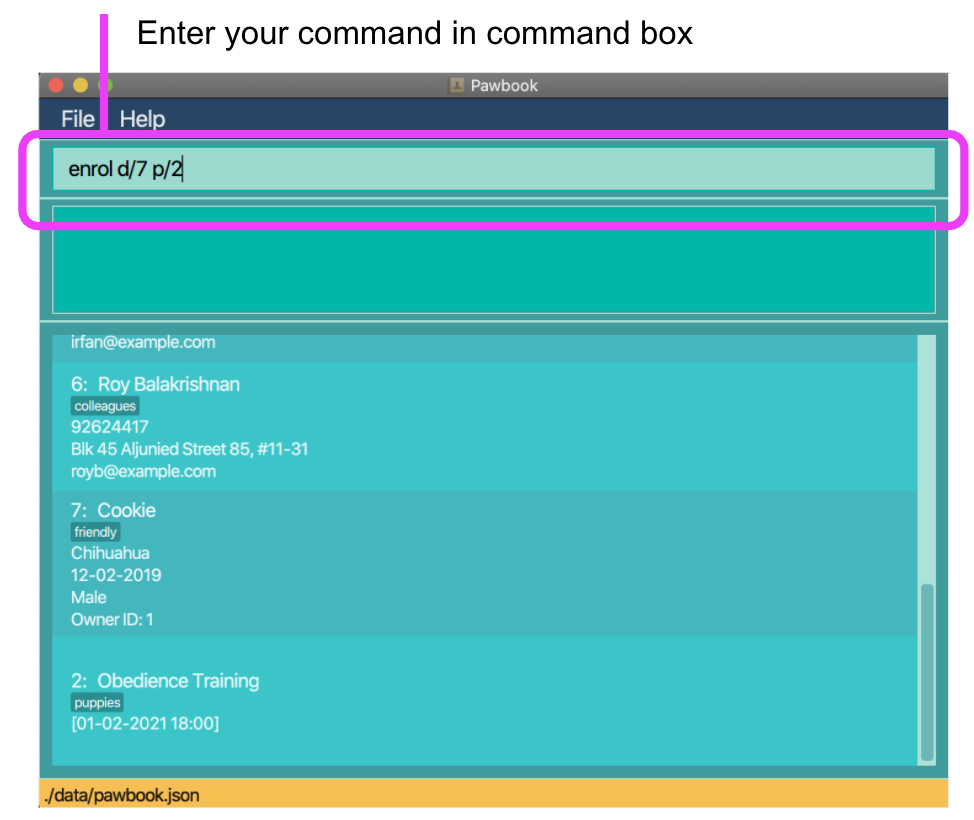 Enter your command in command box
Pawbook
File Help
enrol d/7 p/2
irfan@example.com
6: Roy Balakrishnan
colleagues
92624417
Blk 45 Aljunied Street 85, #11-31
royb@example.com
7: Cookie
friendly
Chihuahua
12-02-2019
Male
Owner ID: 1
2: Obedience Training
puppies
[01-02-2021 18:00]
./data/pawbook.json